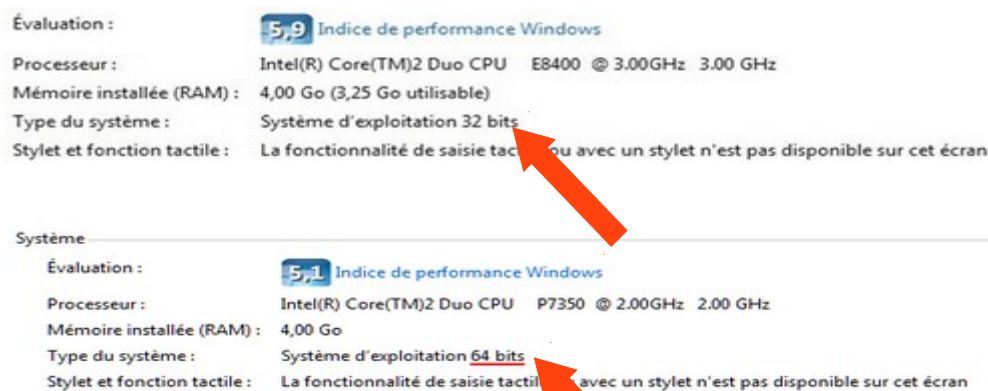 Évaluation : 5,9 Indice de performance Windows
Processeur : Intel(R) Core(TM)2 Duo CPU E8400 @ 3.00GHz 3.00 GHz
Mémoire installée (RAM) : 4,00 Go (3,25 Go utilisable)
Type du système : Système d'exploitation 32 bits
Stylet et fonction tactile : La fonctionnalité de saisie ou avec un stylet n'est pas disponible sur cet écran
Système
Évaluation : 5,1 Indice de performance Windows
Processeur : Intel(R) Core(TM)2 Duo CPU P7350 @ 2.00GHz 2.00 GHz
Mémoire installée (RAM) : 4,00 Go
Type du système : Système d'exploitation 64 bits
Stylet et fonction tactile : La fonctionnalité de saisie avec un stylet n'est pas disponible sur cet écran